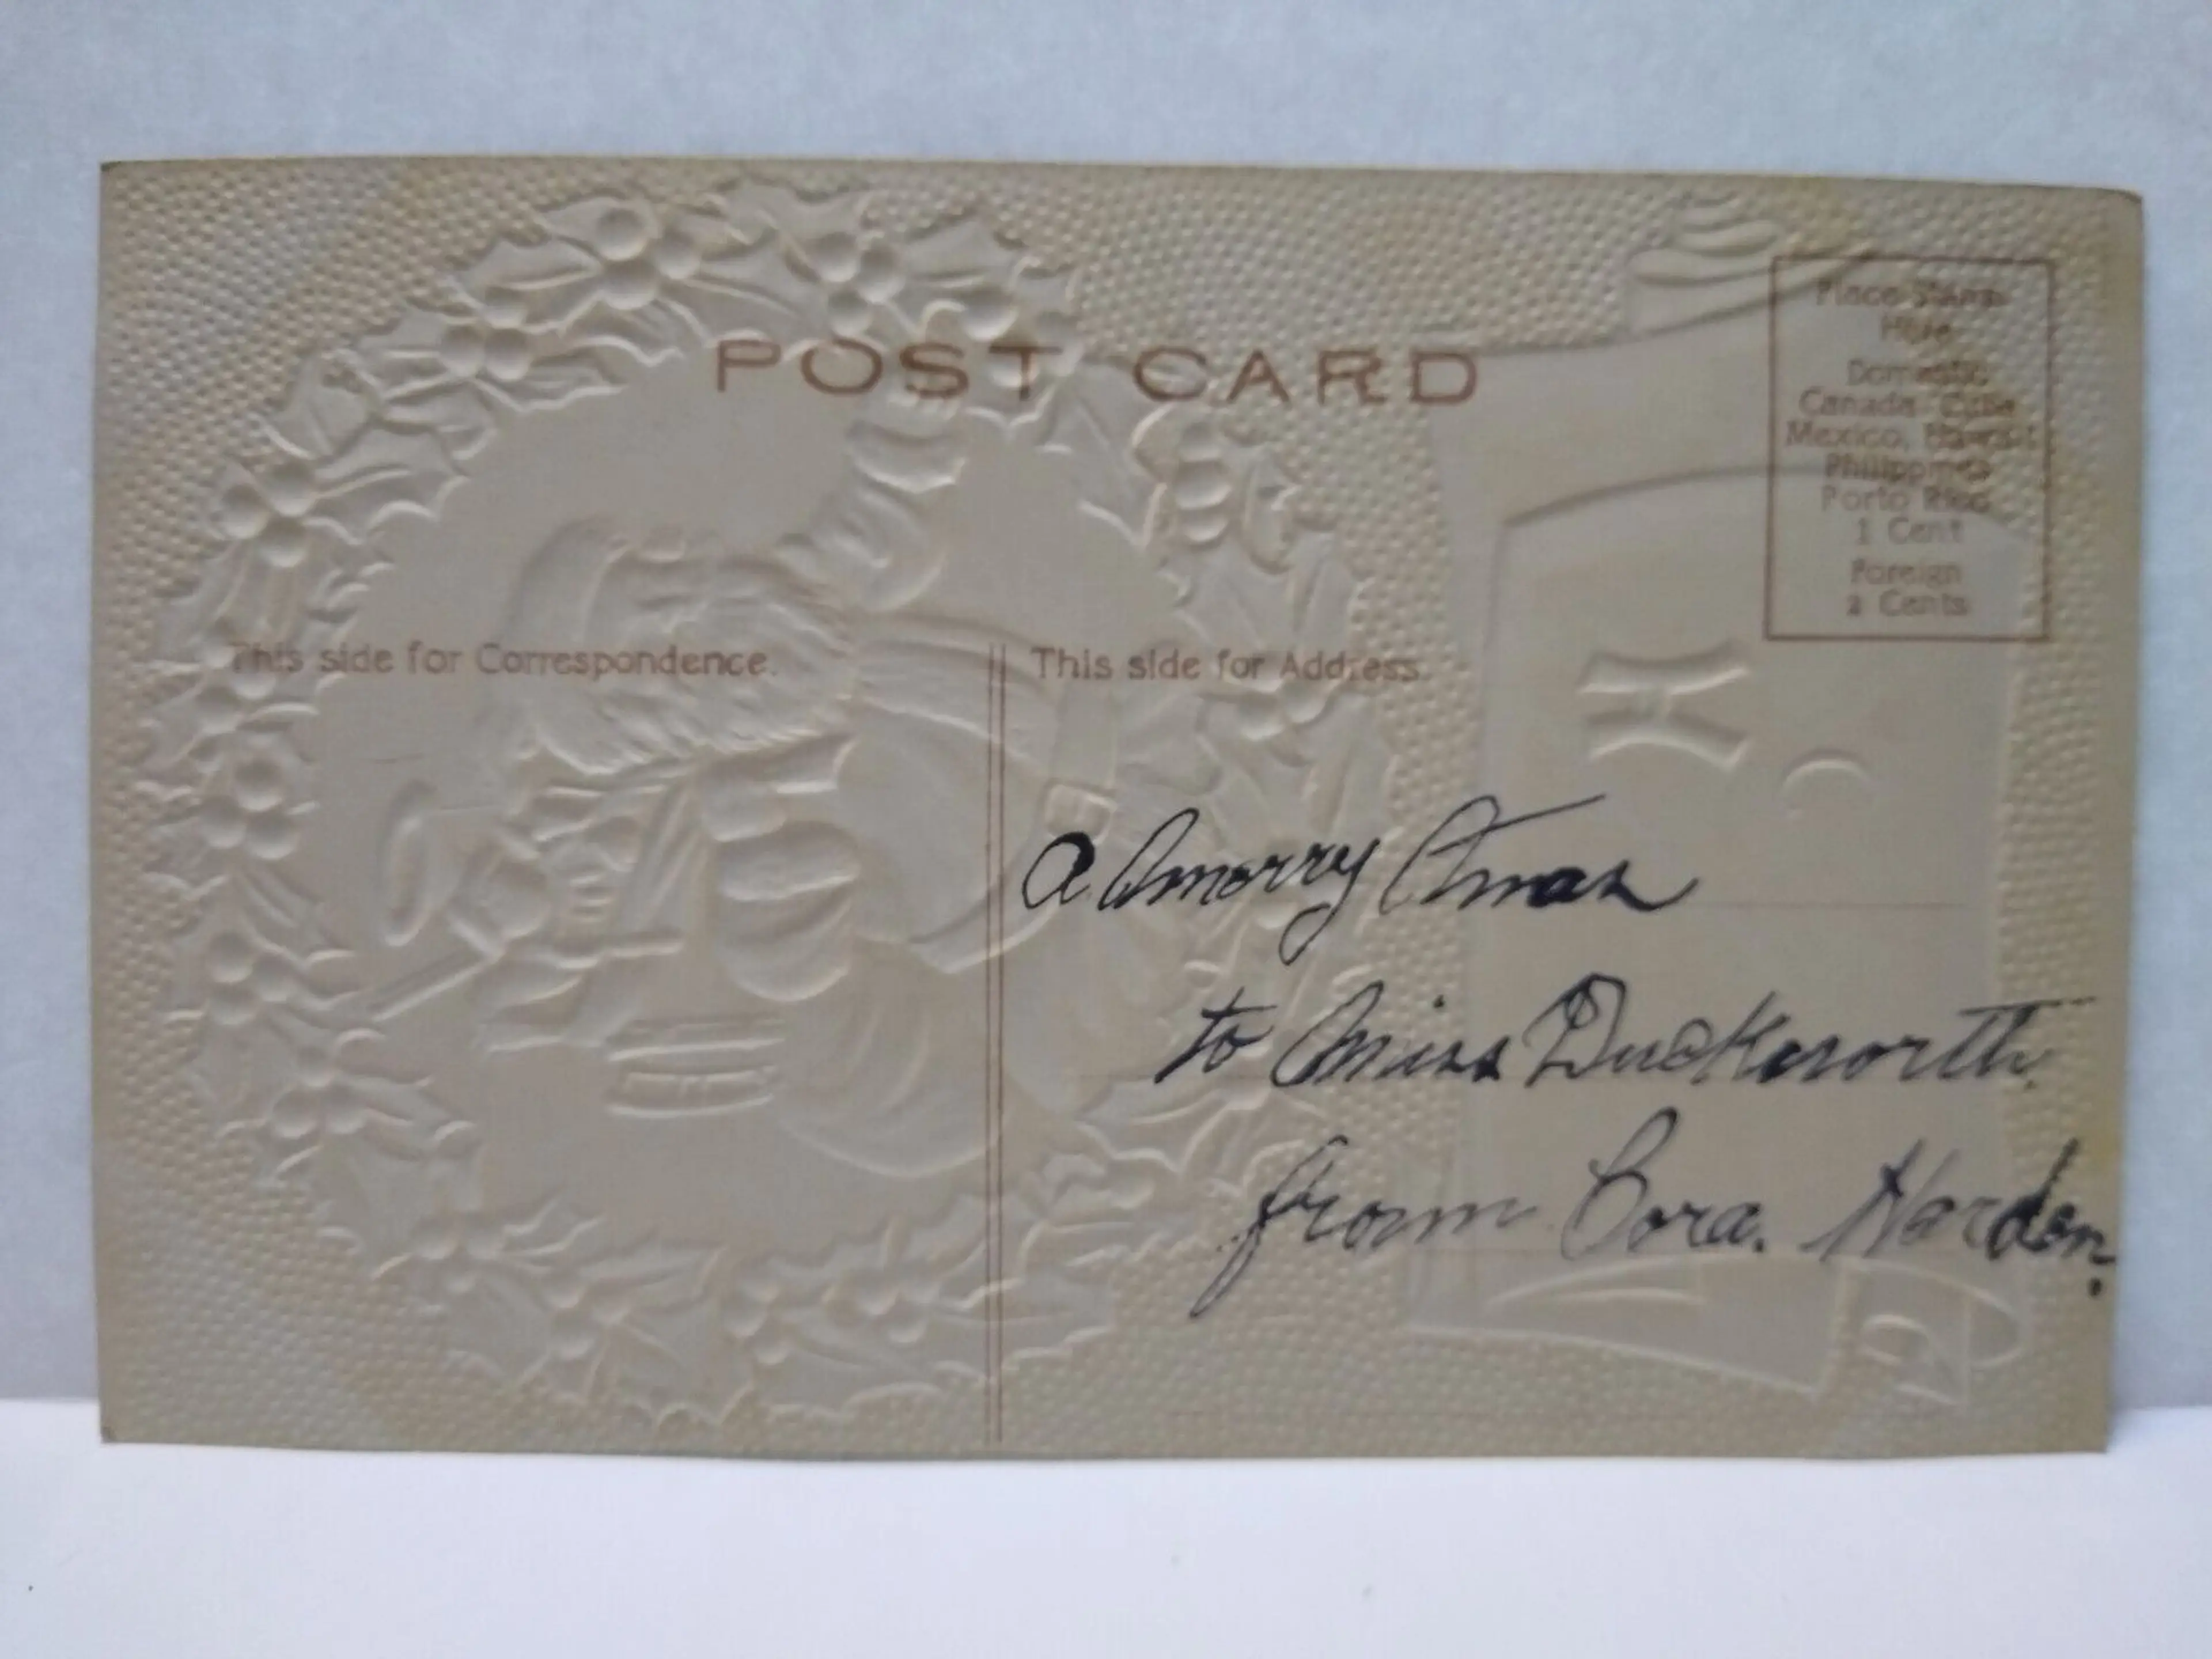 POST CARD
Place Stamp
Here
Domestic
Canada Cuba
Mexico, Hawaii
Philippines
Porto Rico
1 Cent
Foreign
2 Cents
This side for Correspondence.
This side for Address.
a merry Xmas
to Miss Duckworth.
from Cora. Harden.